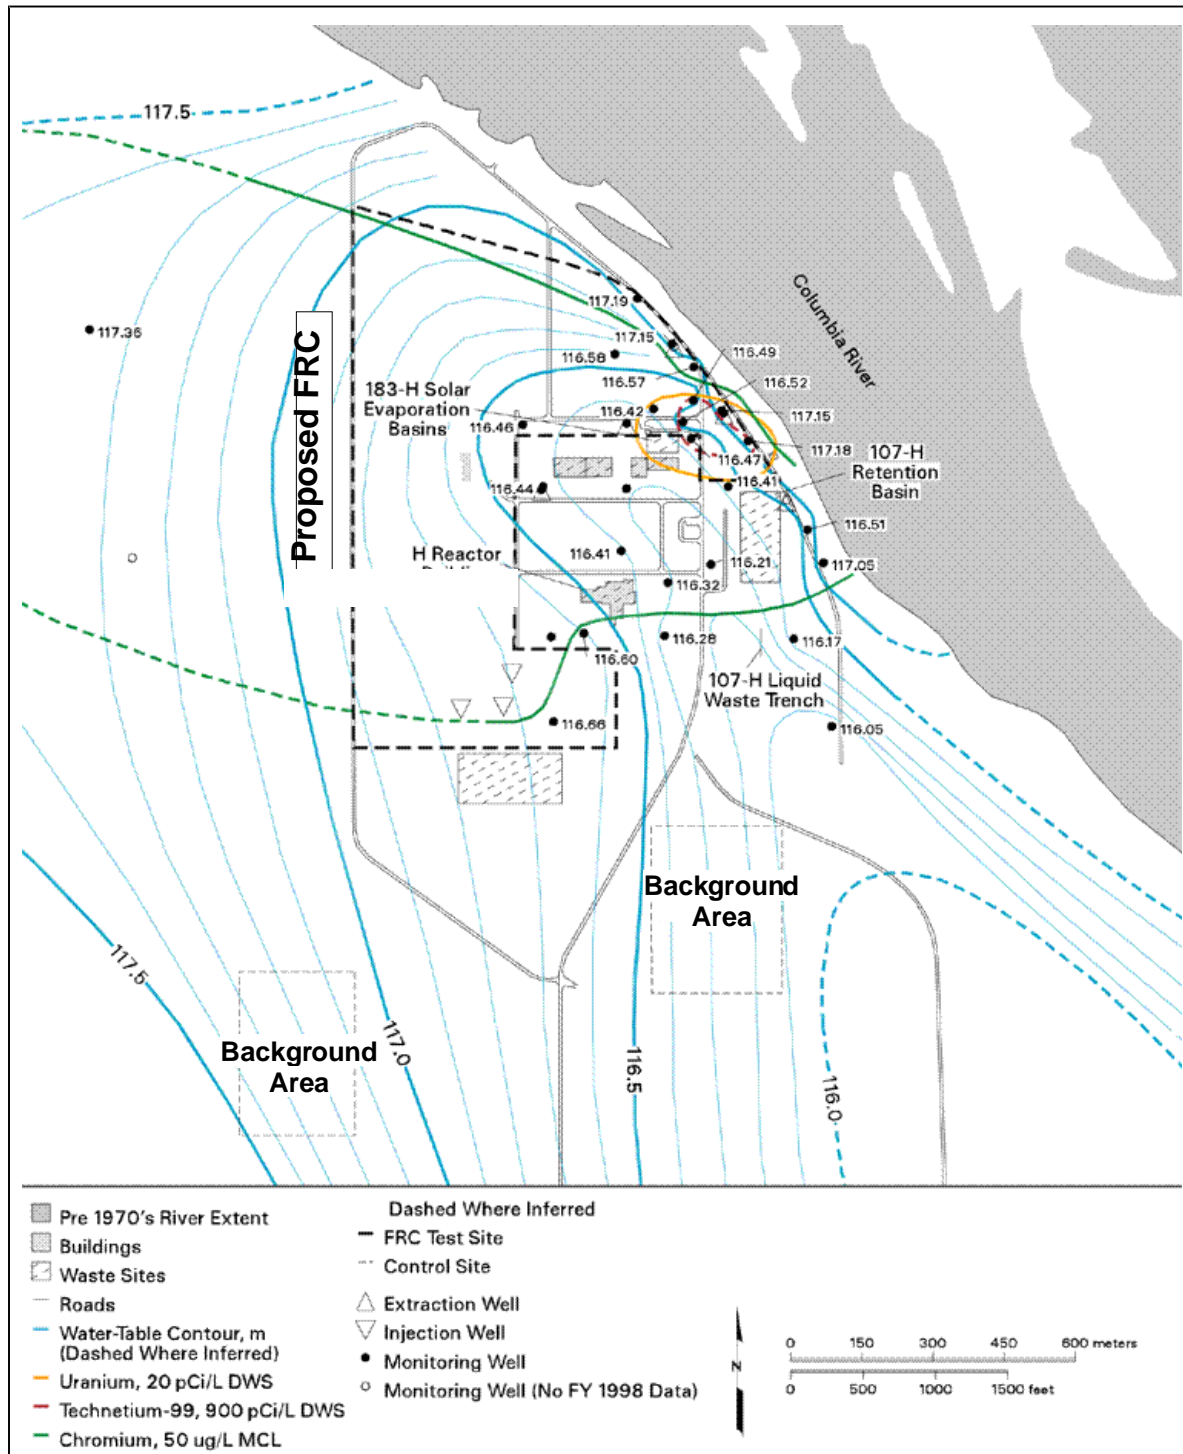 117.5
117.36
Proposed FRC
117.19
117.15
116.58
116.57
116.49
116.52
Columbia River
183-H Solar
Evaporation
Basins
116.42
116.46
117.15
117.18
116.47
116.41
107-H
Retention
Basin
116.44
116.51
116.41
H Reactor
116.21
116.32
117.05
116.28
116.17
116.60
107-H Liquid
Waste Trench
116.66
116.05
Background
Area
117.5
117.0
Background
Area
116.5
116.0
Pre 1970's River Extent
Buildings
Waste Sites
Roads
Water-Table Contour, m
(Dashed Where Inferred)
Uranium, 20 pCi/L DWS
Technetium-99, 900 pCi/L DWS
Chromium, 50 ug/L MCL
Dashed Where Inferred
FRC Test Site
Control Site
Extraction Well
Injection Well
Monitoring Well
Monitoring Well (No FY 1998 Data)
N
0 150 300 450 600 meters
0 500 1000 1500 feet